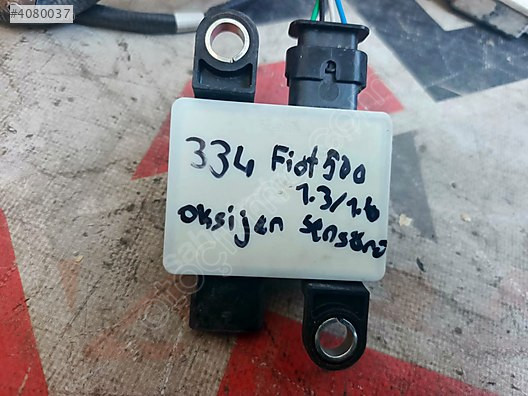 #4080037
334 Fiat 500
1.3/1.6
oksijen sensörü